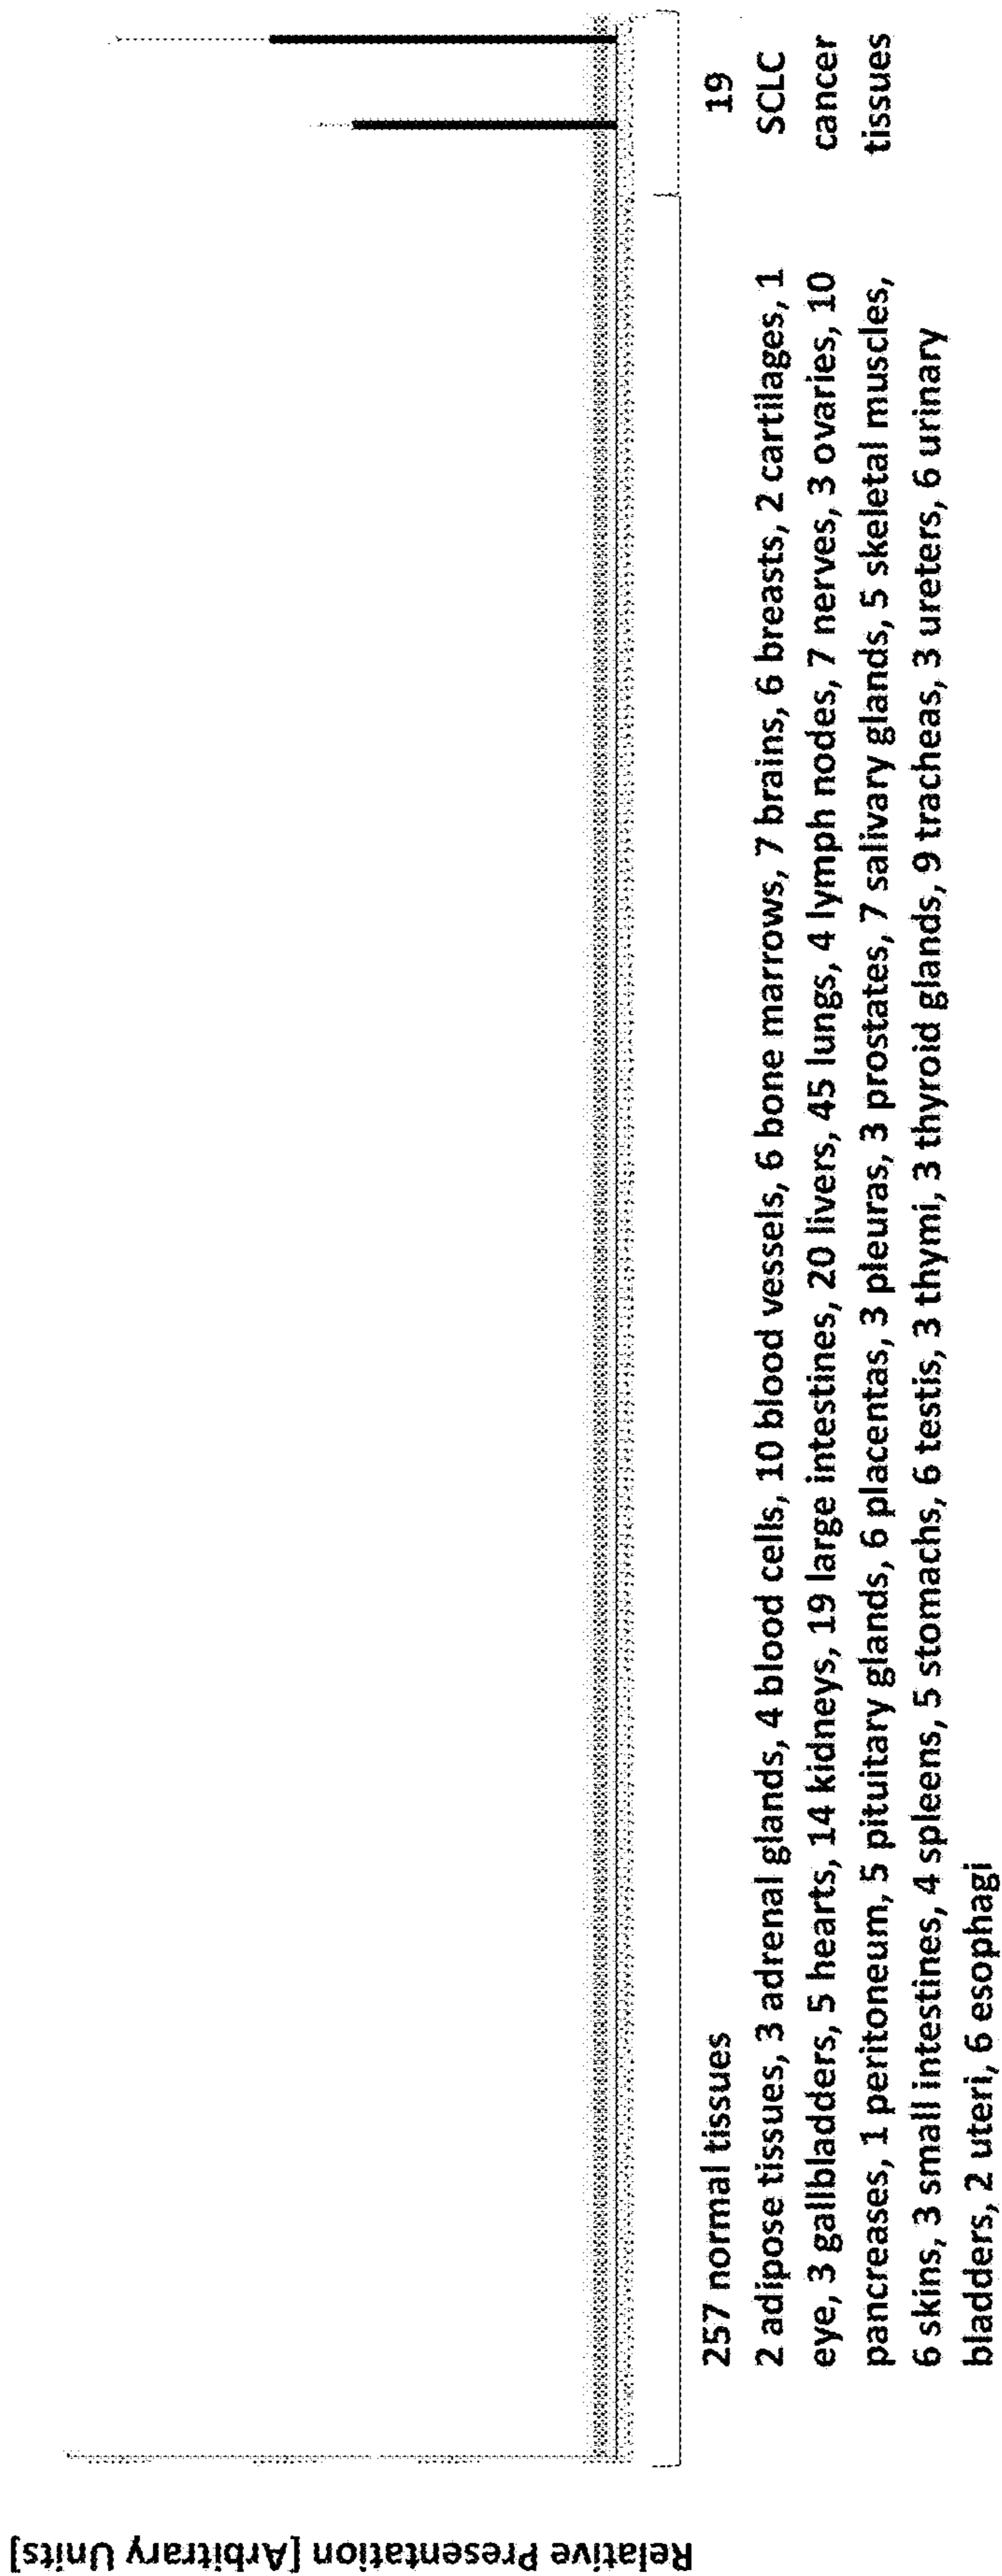 Relative Presentation [Arbitrary Units]
257 normal tissues
2 adipose tissues, 3 adrenal glands, 4 blood cells, 10 blood vessels, 6 bone marrows, 7 brains, 6 breasts, 2 cartilages, 1
eye, 3 gallbladders, 5 hearts, 14 kidneys, 19 large intestines, 20 livers, 45 lungs, 4 lymph nodes, 7 nerves, 3 ovaries, 10
pancreases, 1 peritoneum, 5 pituitary glands, 6 placentas, 3 pleuras, 3 prostates, 7 salivary glands, 5 skeletal muscles,
6 skins, 3 small intestines, 4 spleens, 5 stomachs, 6 testis, 3 thymi, 3 thyroid glands, 9 tracheas, 3 ureters, 6 urinary
bladders, 2 uteri, 6 esophagi
19
SCLC
cancer
tissues